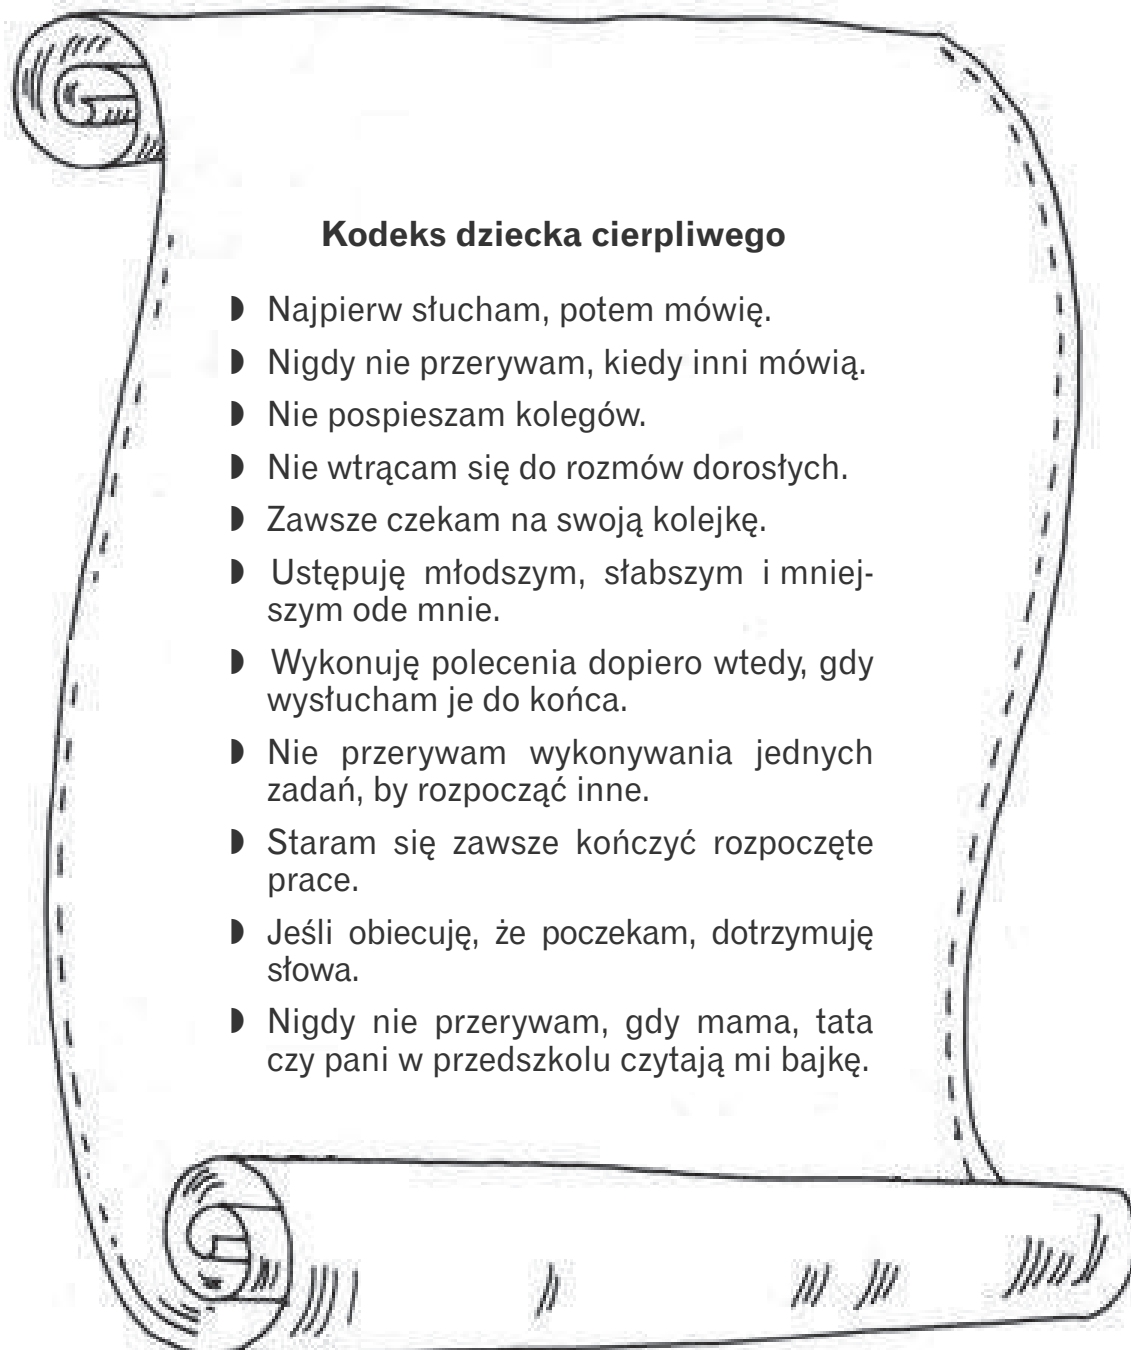 Kodeks dziecka cierpliwego
◗ Najpierw słucham, potem mówię.
◗ Nigdy nie przerywam, kiedy inni mówią.
◗ Nie pospieszam kolegów.
◗ Nie wtrącam się do rozmów dorosłych.
◗ Zawsze czekam na swoją kolejkę.
◗ Ustępuję młodszym, słabszym i mniej-
szym ode mnie.
◗ Wykonuję polecenia dopiero wtedy, gdy
wysłucham je do końca.
◗ Nie przerywam wykonywania jednych
zadań, by rozpocząć inne.
◗ Staram się zawsze kończyć rozpoczęte
prace.
◗ Jeśli obiecuję, że poczekam, dotrzymuję
słowa.
◗ Nigdy nie przerywam, gdy mama, tata
czy pani w przedszkolu czytają mi bajkę.